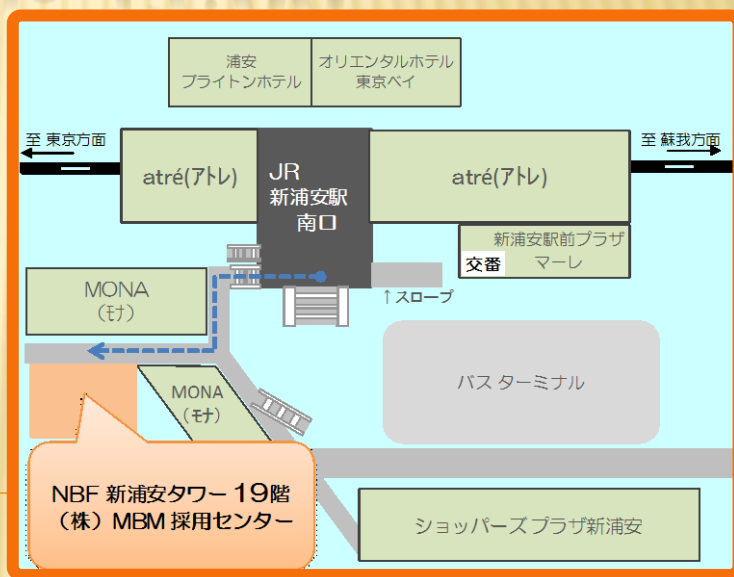 浦安
ブライトンホテル
オリエンタルホテル
東京ベイ
至 東京方面
atré(アトレ)
JR
新浦安駅
南口
atré(アトレ)
至 蘇我方面
新浦安駅前プラザ
マーレ
交番
MONA
(モナ)
↑スロープ
バスターミナル
MONA
(モナ)
NBF 新浦安タワー 19階
(株) MBM 採用センター
ショッパーズプラザ新浦安